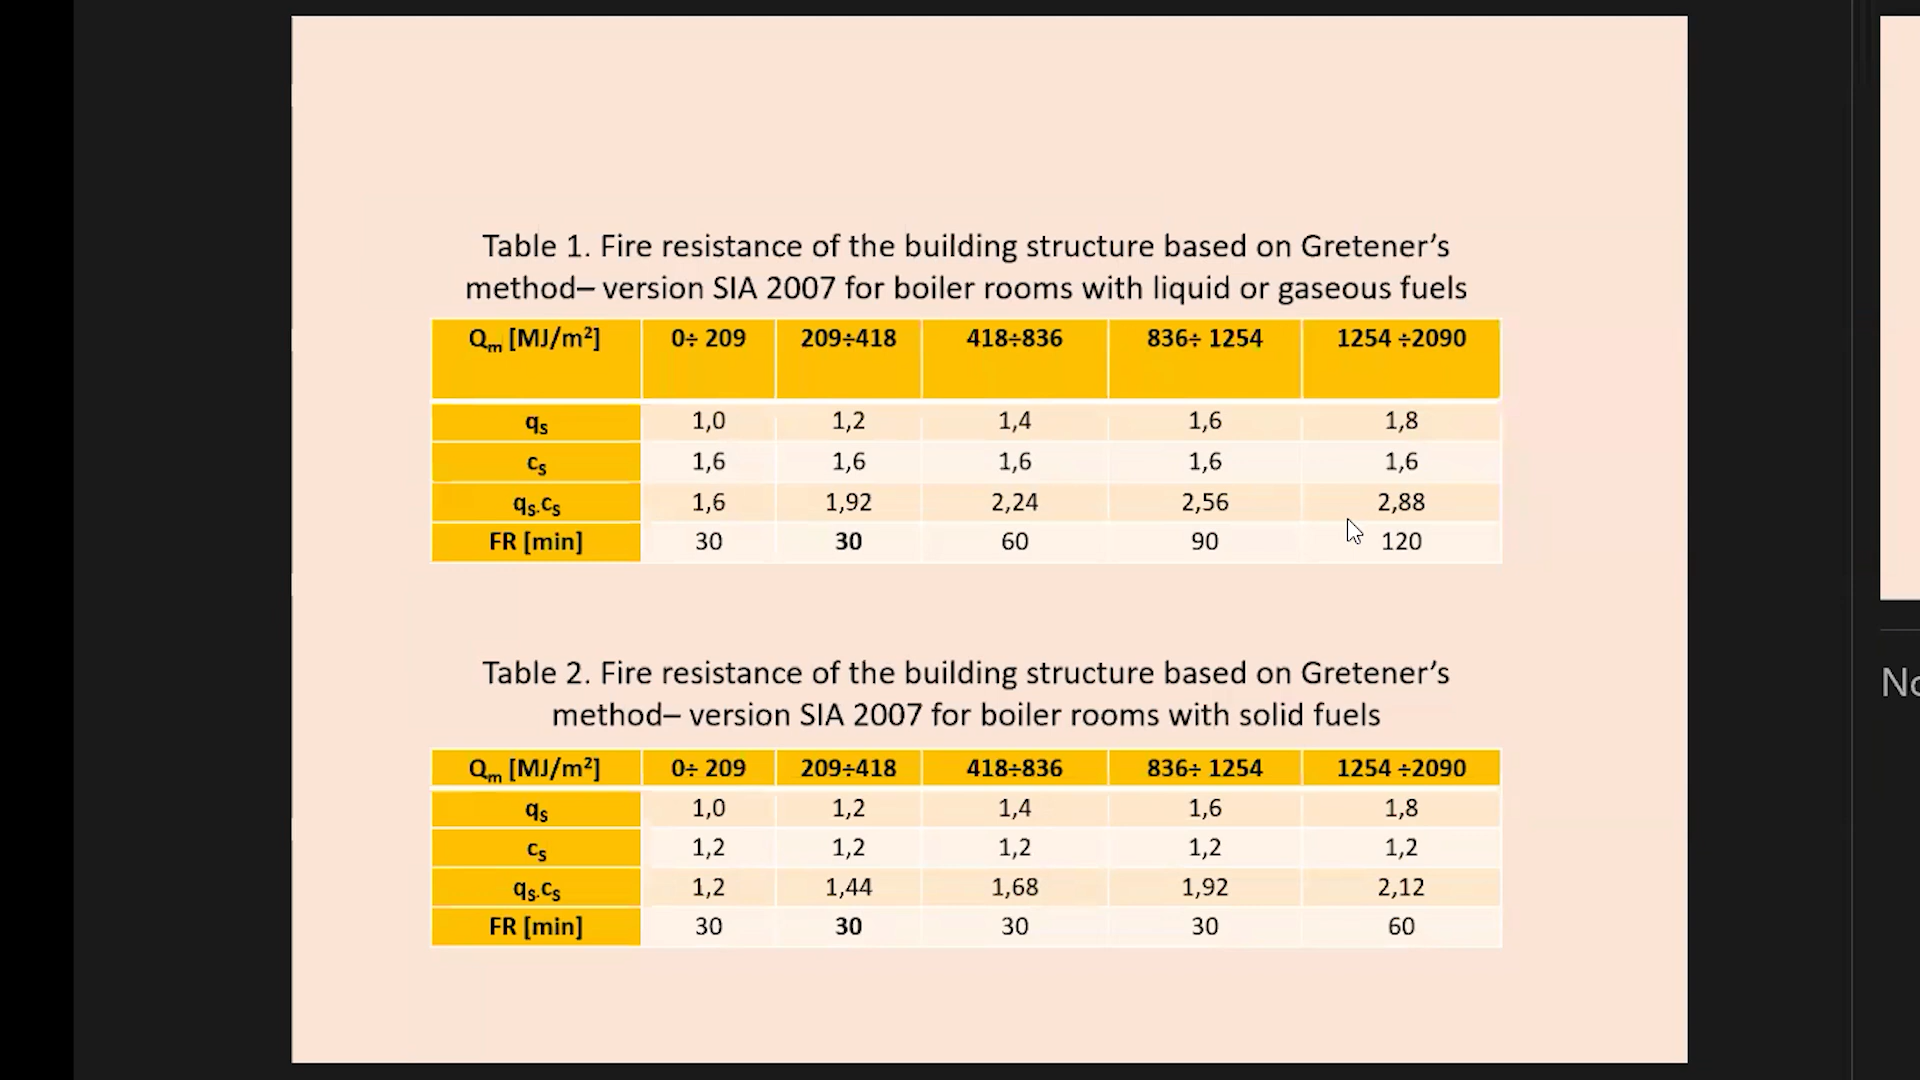 Table 1. Fire resistance of the building structure based on Gretener’s
method– version SIA 2007 for boiler rooms with liquid or gaseous fuels
Qm [MJ/m²] 0÷ 209 209÷418 418÷836 836÷ 1254 1254 ÷2090
qs 1,0 1,2 1,4 1,6 1,8
cs 1,6 1,6 1,6 1,6 1,6
qs.cs 1,6 1,92 2,24 2,56 2,88
FR [min] 30 30 60 90 120
Table 2. Fire resistance of the building structure based on Gretener’s
method– version SIA 2007 for boiler rooms with solid fuels
Qm [MJ/m²] 0÷ 209 209÷418 418÷836 836÷ 1254 1254 ÷2090
qs 1,0 1,2 1,4 1,6 1,8
cs 1,2 1,2 1,2 1,2 1,2
qs.cs 1,2 1,44 1,68 1,92 2,12
FR [min] 30 30 30 30 60